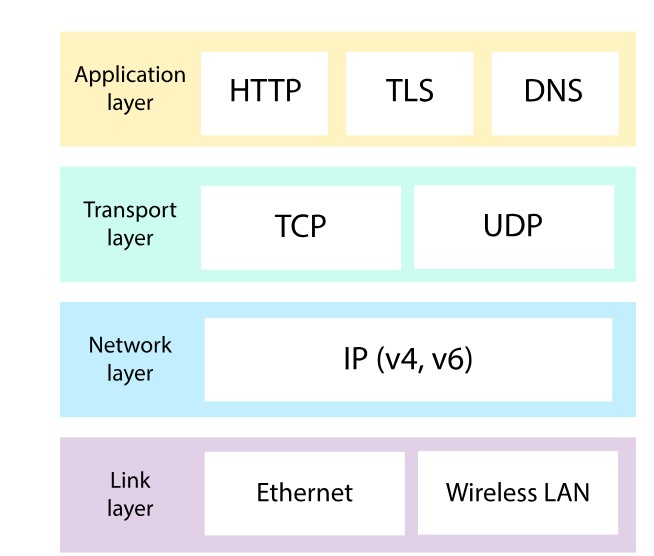 Application
layer
HTTP
TLS
DNS
Transport
layer
TCP
UDP
Network
layer
IP (v4, v6)
Link
layer
Ethernet
Wireless LAN